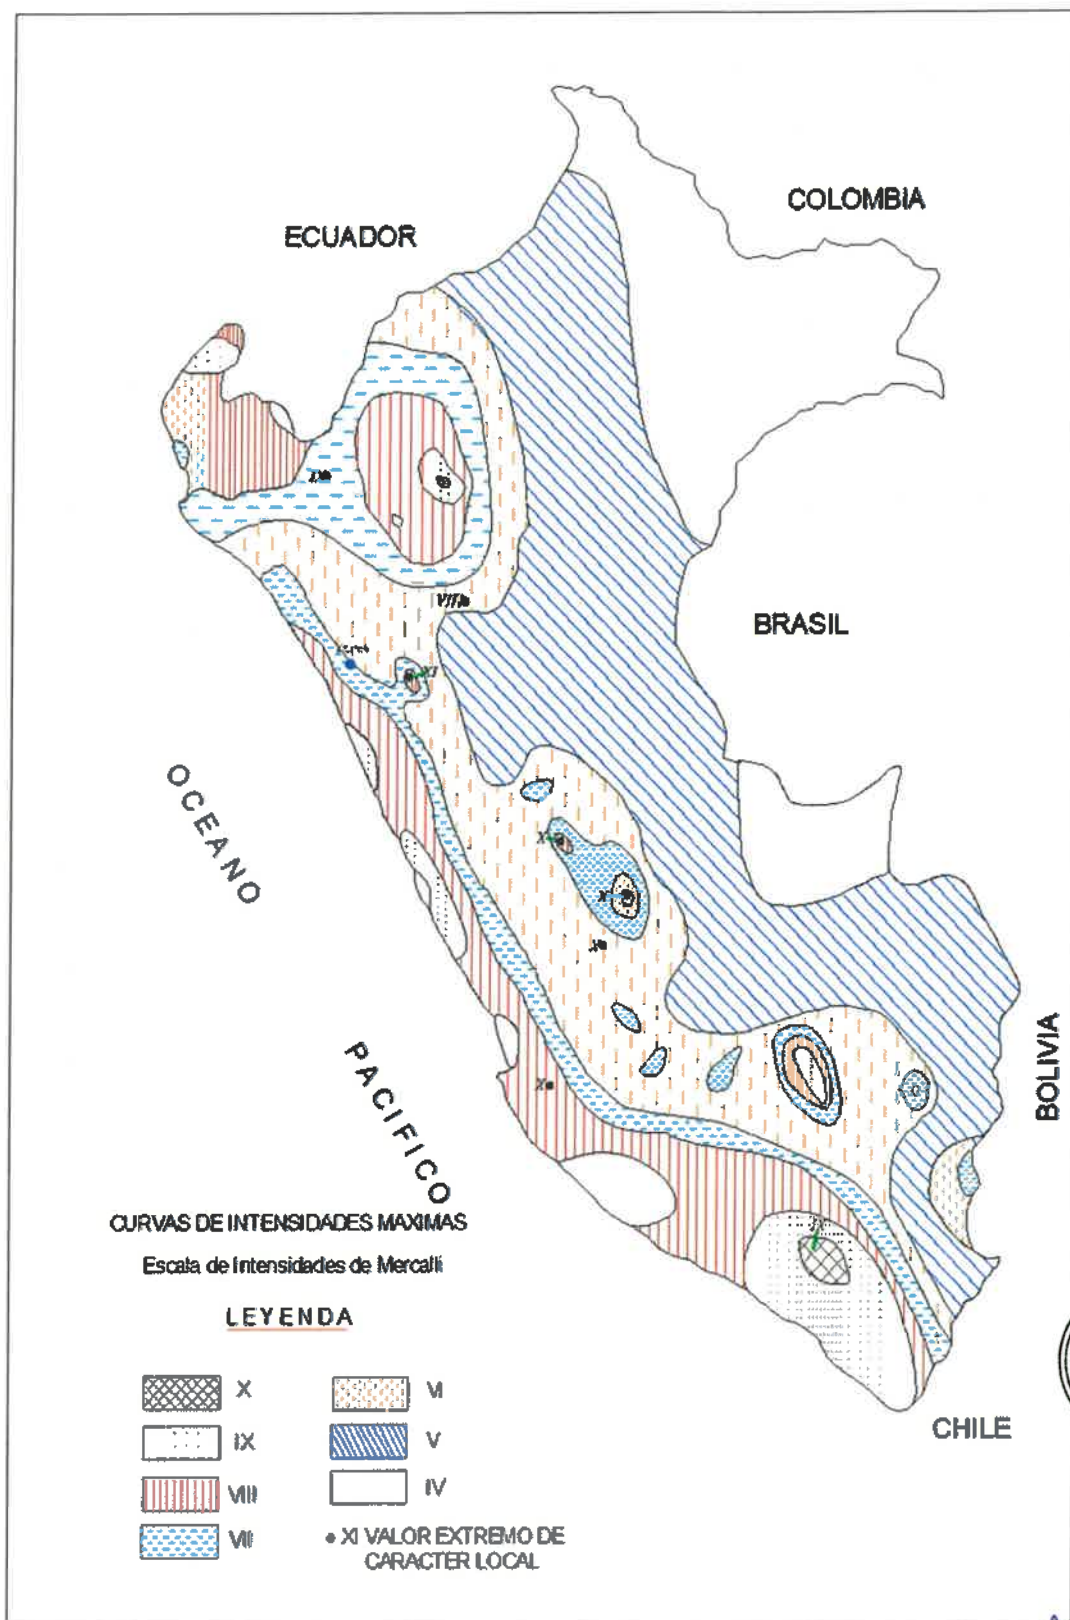 COLOMBIA
ECUADOR
BRASIL
OCEANO
PACIFICO
BOLIVIA
CHILE
CURVAS DE INTENSIDADES MAXIMAS
Escala de Intensidades de Mercalli
LEYENDA
X
IX
VIII
VII
VI
V
IV
XI VALOR EXTREMO DE
CARACTER LOCAL
XI
X
X